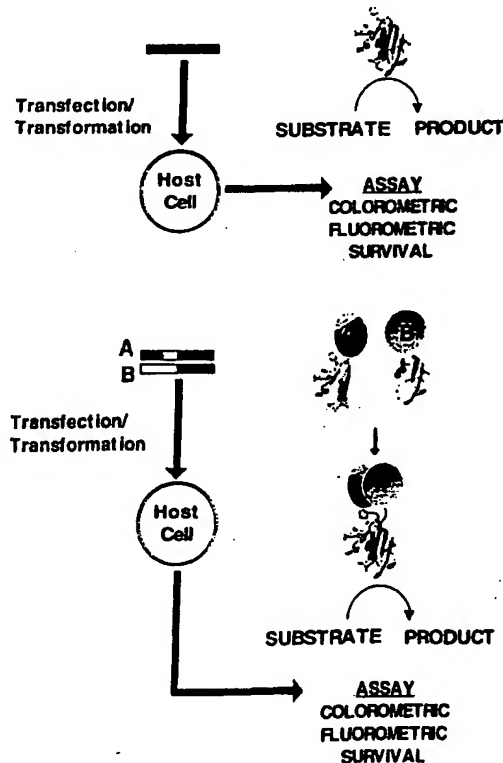 Transfection/
Transformation
SUBSTRATE PRODUCT
Host
Cell
ASSAY
COLOROMETRIC
FLUOROMETRIC
SURVIVAL
A
B
B
Transfection/
Transformation
Host
Cell
SUBSTRATE PRODUCT
ASSAY
COLOROMETRIC
FLUOROMETRIC
SURVIVAL